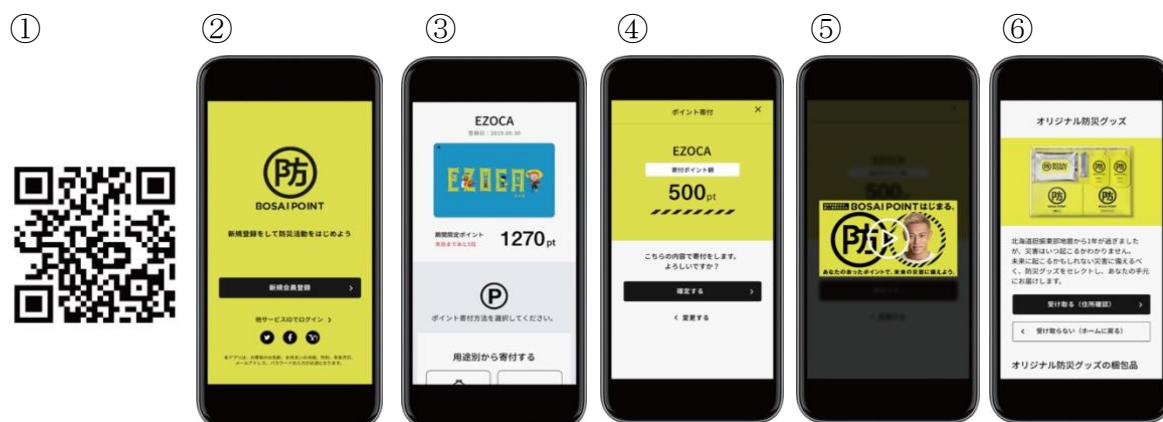 ①
②
③
④
⑤
⑥
防
BOSAI POINT
新規登録をして防災活動をはじめよう
新規会員登録
他サービスIDでログイン
EZOCA
登録日：2019.09.30
EZOCA
期間限定ポイント
1270pt
P
ポイント寄付方法を選択してください。
用途別から寄付する
ポイント寄付
EZOCA
寄付ポイント額
500pt
こちらの内容で寄付をします。
よろしいですか？
確定する
変更する
BOSAI POINTはじまる。
防
あなたの余ったポイントで、未来の災害に備えよう。
オリジナル防災グッズ
防
防
北海道胆振東部地震から1年が過ぎました
が、災害はいつ起こるかわかりません。
未来に起こるかもしれない災害に備えるべ
く、防災グッズをセレクトし、あなたの手元
にお届けします。
受け取る（住所確認）
受け取らない（ホームに戻る）
オリジナル防災グッズの梱包品